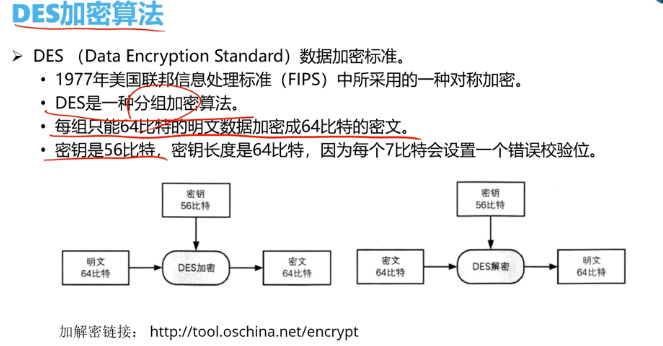 DES加密算法
➢ DES （Data Encryption Standard）数据加密标准。
• 1977年美国联邦信息处理标准（FIPS）中所采用的一种对称加密。
• DES是一种分组加密算法。
• 每组只能64比特的明文数据加密成64比特的密文。
• 密钥是56比特，密钥长度是64比特，因为每个7比特会设置一个错误校验位。
密钥
56比特
密钥
56比特
明文
64比特
DES加密
密文
64比特
密文
64比特
DES解密
明文
64比特
加解密链接： http://tool.oschina.net/encrypt